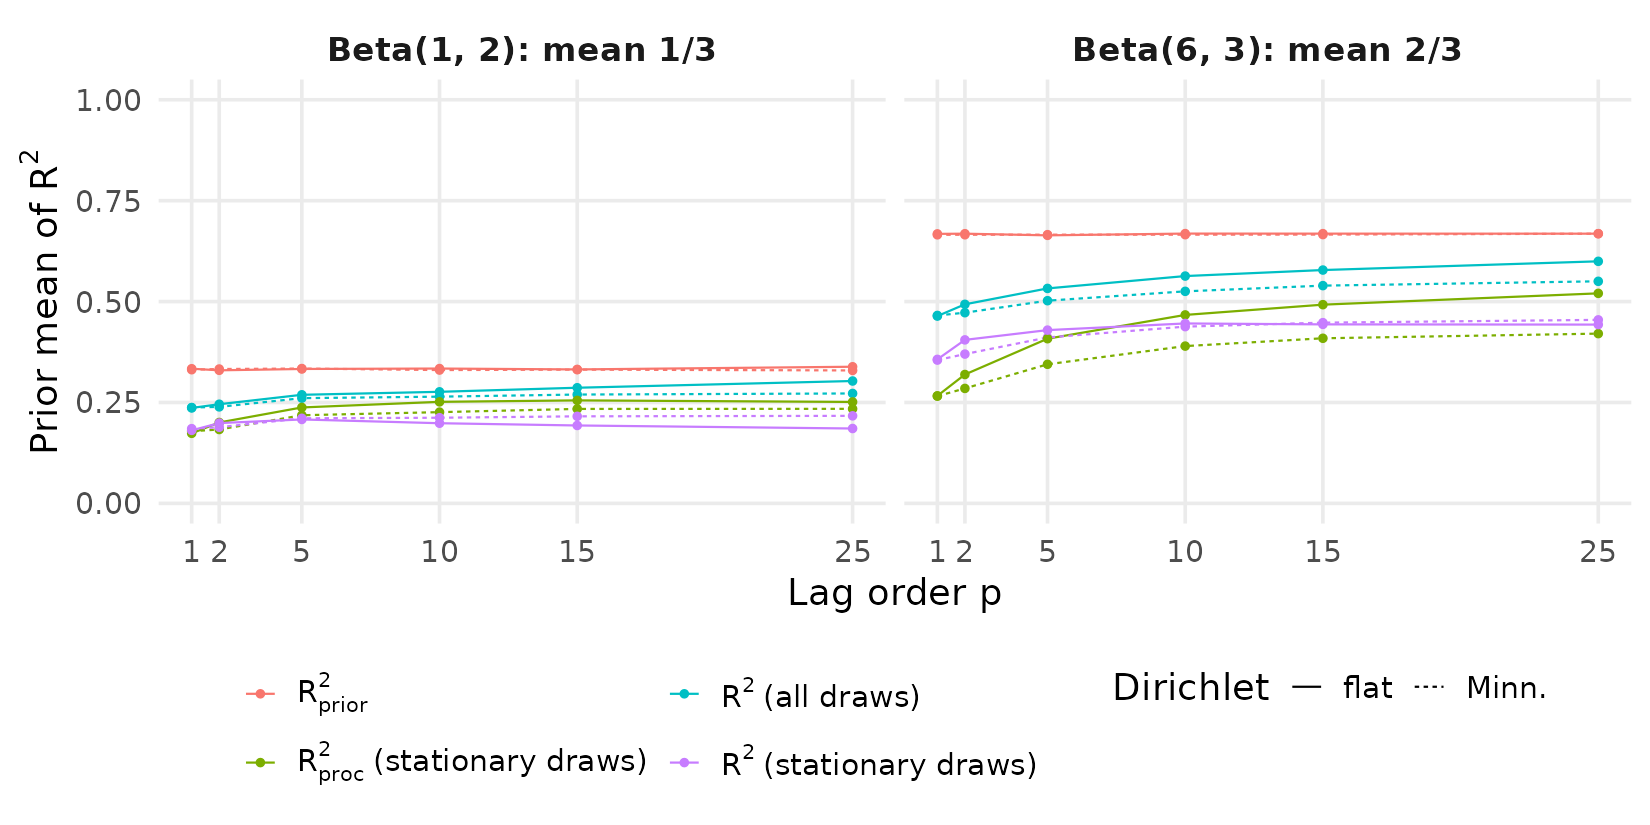 Beta(1, 2): mean 1/3
Beta(6, 3): mean 2/3
Prior mean of R²
1.00
0.75
0.50
0.25
0.00
1 2 5 10 15 25
1 2 5 10 15 25
Lag order p
R²prior
R² (all draws)
Dirichlet flat Minn.
R²proc (stationary draws)
R² (stationary draws)